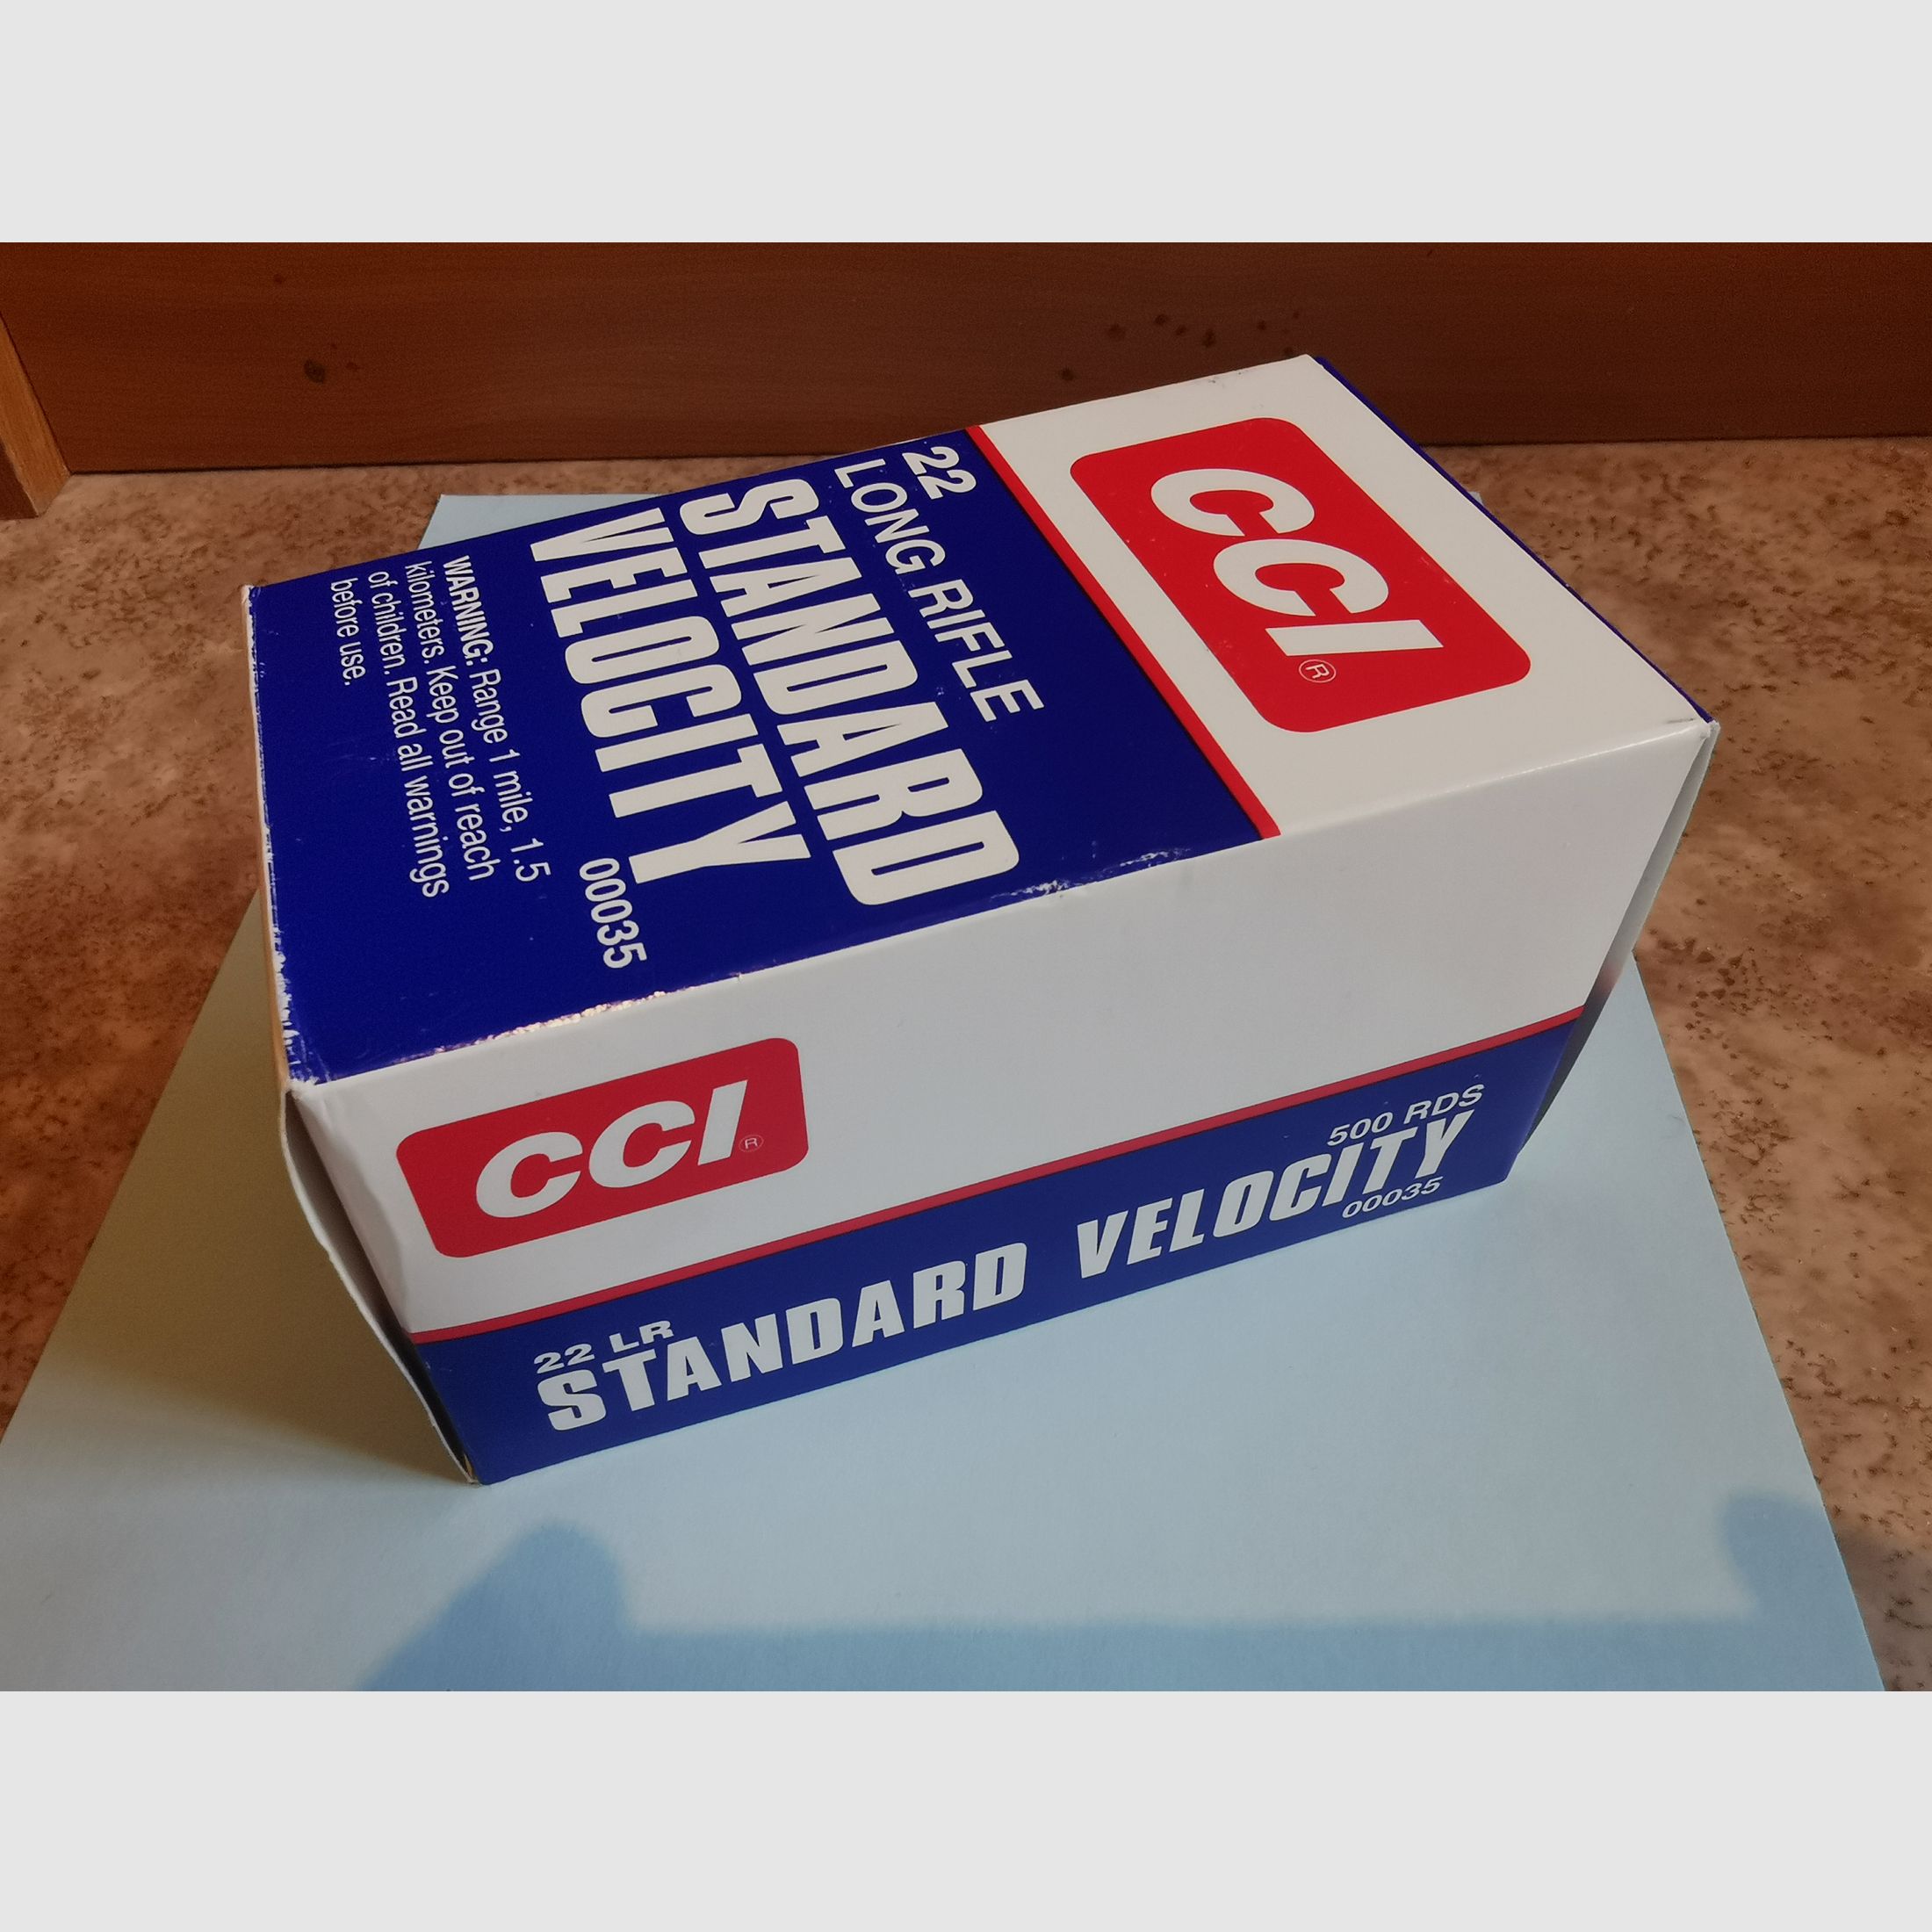 CCI®
22
LONG RIFLE
STANDARD
VELOCITY
00035
WARNING: Range 1 mile, 1.5
kilometers. Keep out of reach
of children. Read all warnings
before use.
CCI®
22 LR
500 RDS
STANDARD VELOCITY
00035